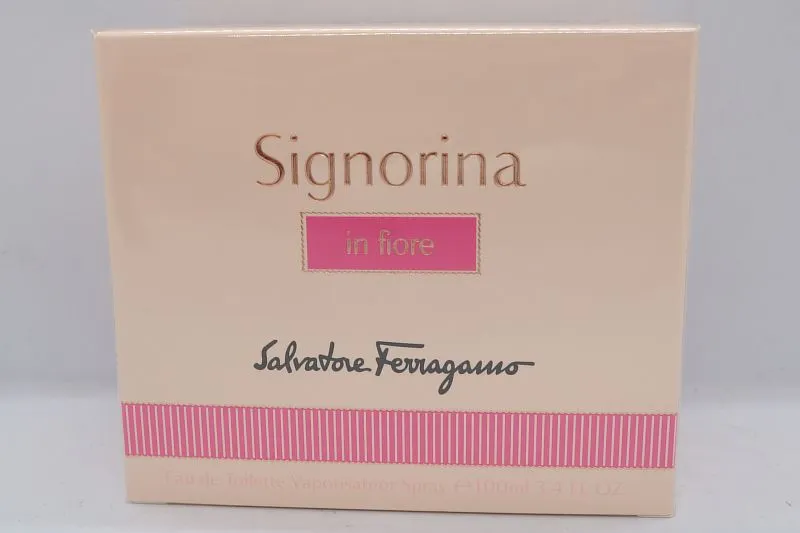 Signorina
in fiore
Salvatore Ferragamo
Eau de Toilette Vaporisateur Spray ℮100ml 3.4 FL.OZ.